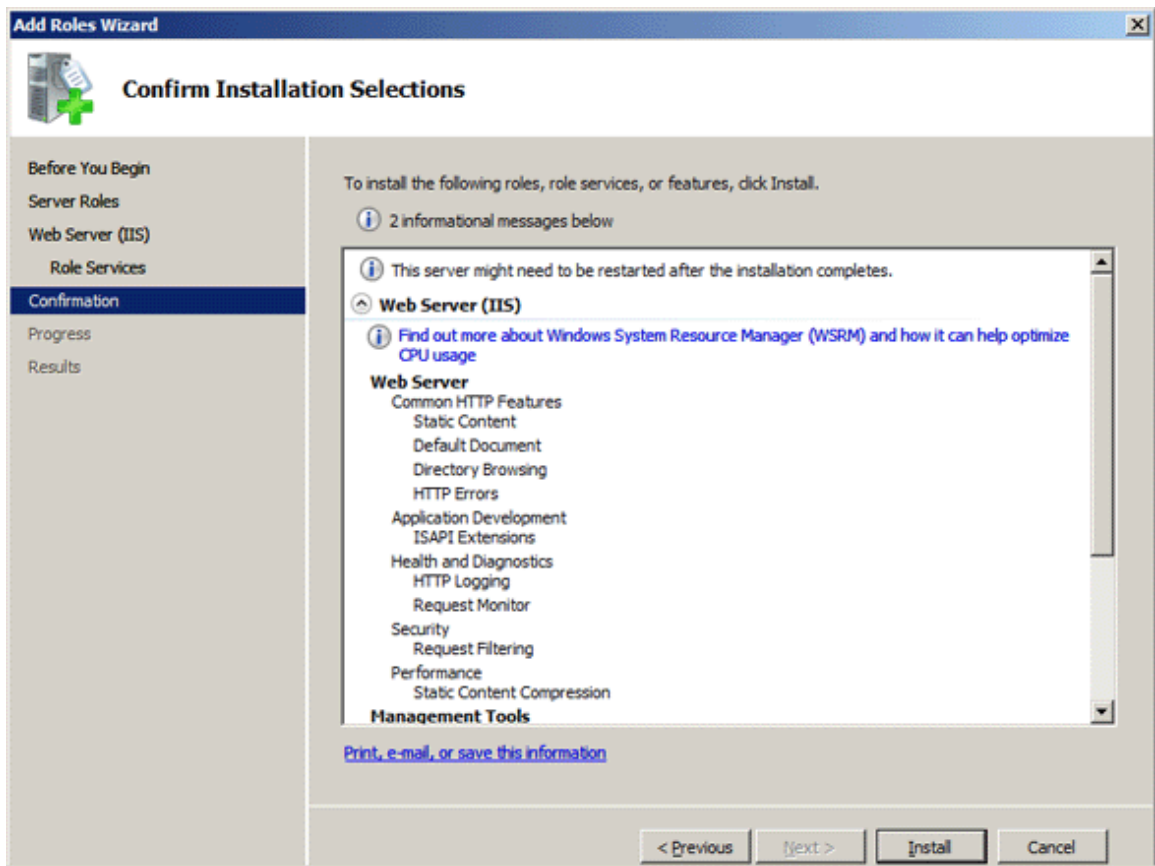 Add Roles Wizard
Confirm Installation Selections
Before You Begin
Server Roles
Web Server (IIS)
Role Services
Confirmation
Progress
Results
To install the following roles, role services, or features, click Install.
2 informational messages below
This server might need to be restarted after the installation completes.
Web Server (IIS)
Find out more about Windows System Resource Manager (WSRM) and how it can help optimize
CPU usage
Web Server
Common HTTP Features
Static Content
Default Document
Directory Browsing
HTTP Errors
Application Development
ISAPI Extensions
Health and Diagnostics
HTTP Logging
Request Monitor
Security
Request Filtering
Performance
Static Content Compression
Management Tools
Print, e-mail, or save this information
< Previous
Next >
Install
Cancel